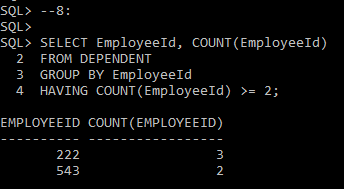 SQL> --8:
SQL>
SQL> SELECT EmployeeId, COUNT(EmployeeId)
  2  FROM DEPENDENT
  3  GROUP BY EmployeeId
  4  HAVING COUNT(EmployeeId) >= 2;

EMPLOYEEID COUNT(EMPLOYEEID)
---------- -----------------
       222                 3
       543                 2